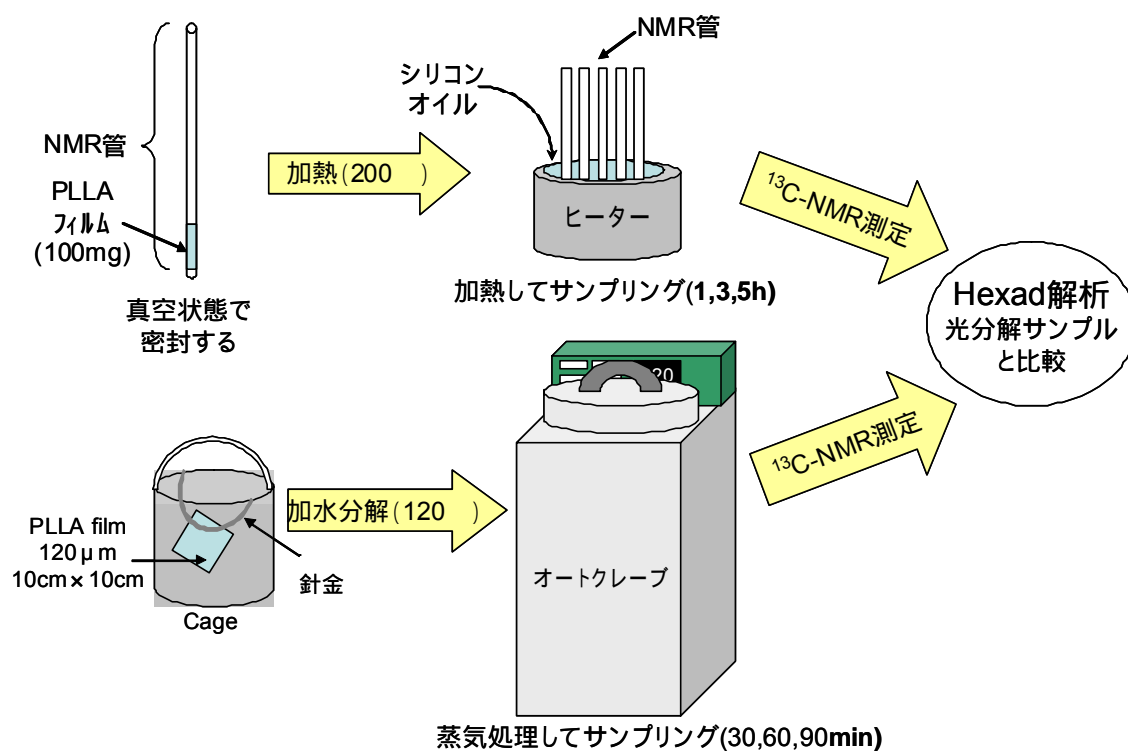 NMR管
PLLA
フィルム
(100mg)
真空状態で
密封する
加熱(200　)
シリコン
オイル
NMR管
ヒーター
加熱してサンプリング(1,3,5h)
¹³C-NMR測定
Hexad解析
光分解サンプル
と比較
PLLA film
120μm
10cm×10cm
針金
Cage
加水分解(120　)
20
オートクレーブ
蒸気処理してサンプリング(30,60,90min)
¹³C-NMR測定